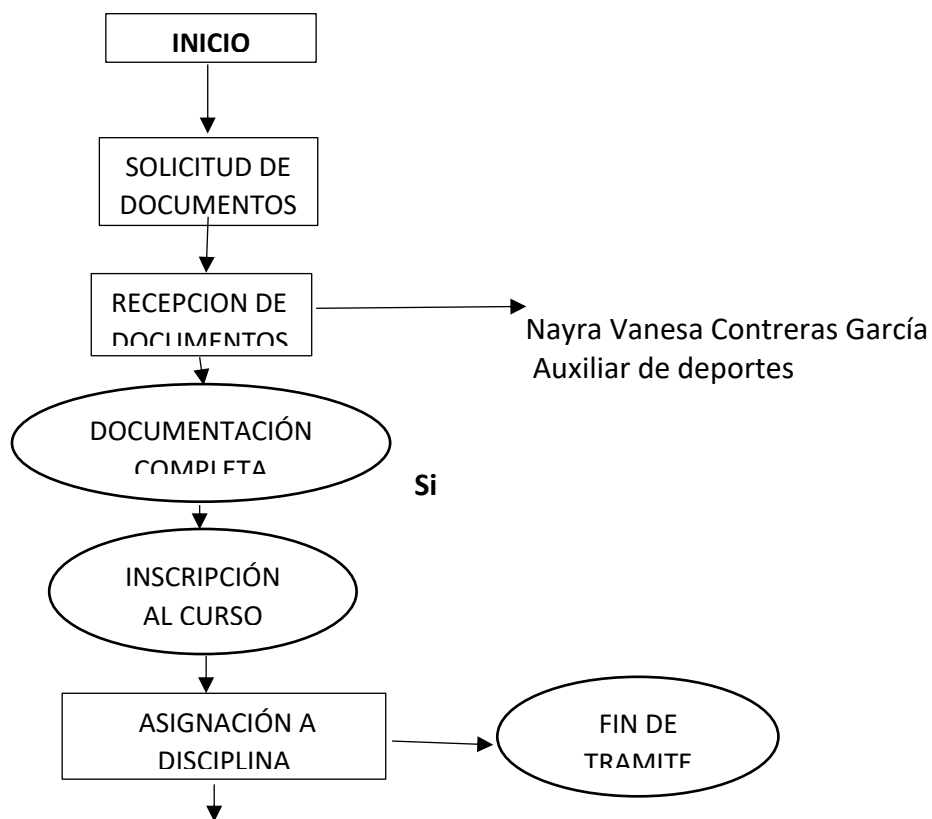 INICIO
SOLICITUD DE
DOCUMENTOS
RECEPCION DE
DOCUMENTOS
Nayra Vanesa Contreras García
Auxiliar de deportes
DOCUMENTACIÓN
COMPLETA
Si
INSCRIPCIÓN
AL CURSO
ASIGNACIÓN A
DISCIPLINA
FIN DE
TRAMITE